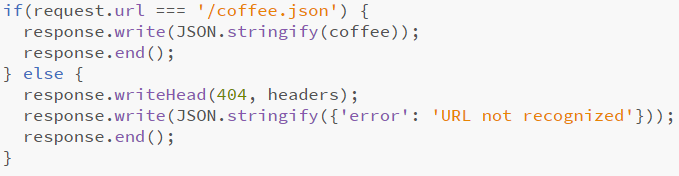 if(request.url === '/coffee.json') {
  response.write(JSON.stringify(coffee));
  response.end();
} else {
  response.writeHead(404, headers);
  response.write(JSON.stringify({'error': 'URL not recognized'}));
  response.end();
}